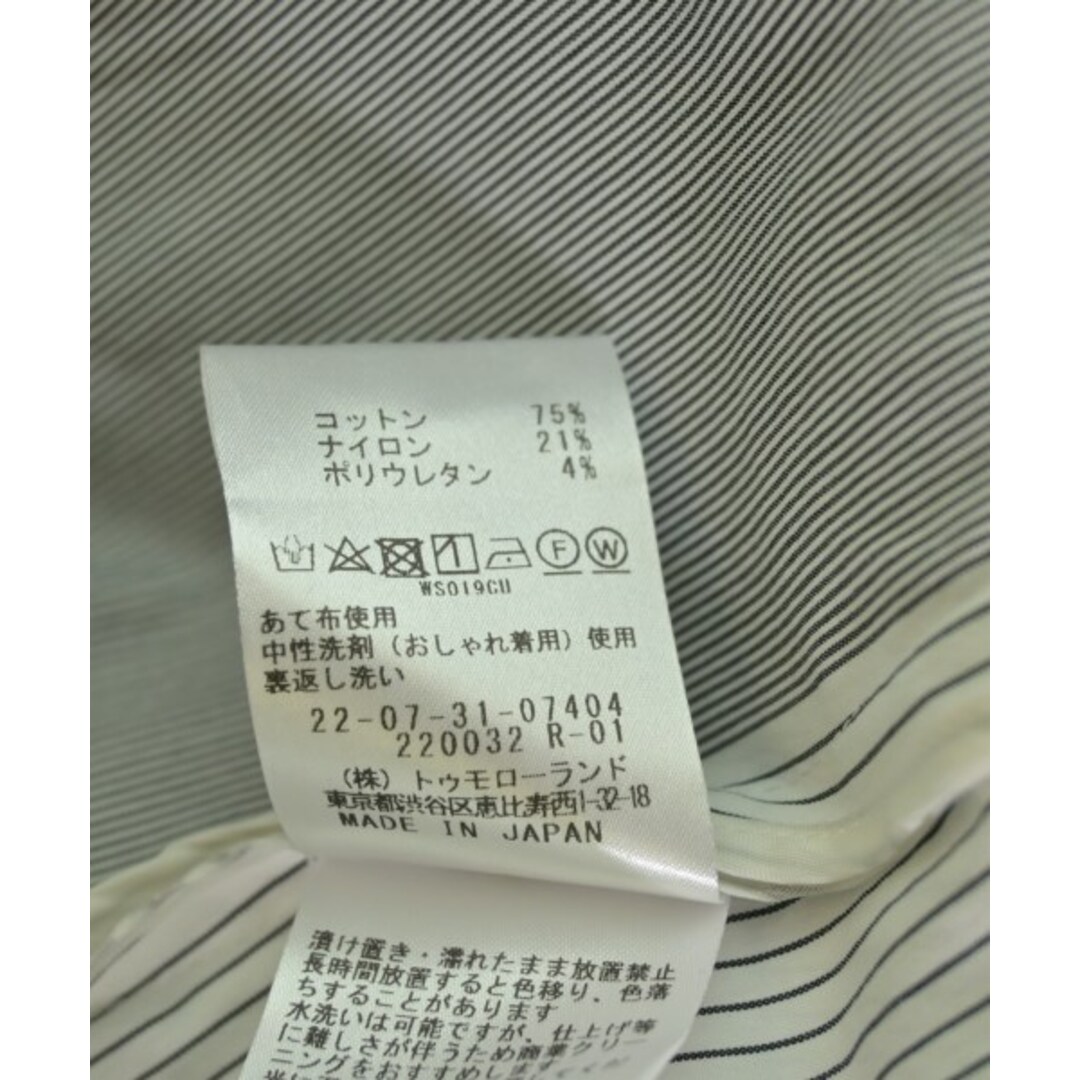 コットン 75%
ナイロン 21%
ポリウレタン 4%
F W
WS019CU
あて布使用
中性洗剤（おしゃれ着用）使用
裏返し洗い
22-07-31-07404
220032 R-01
（株）トゥモローランド
東京都渋谷区恵比寿西1-32-18
MADE IN JAPAN
漬け置き・濡れたまま放置禁止
長時間放置すると色移り、色落
ちすることがあります
水洗いは可能ですが、仕上げ等
に難しさが伴うため商業クリー
ニングをおすすめします